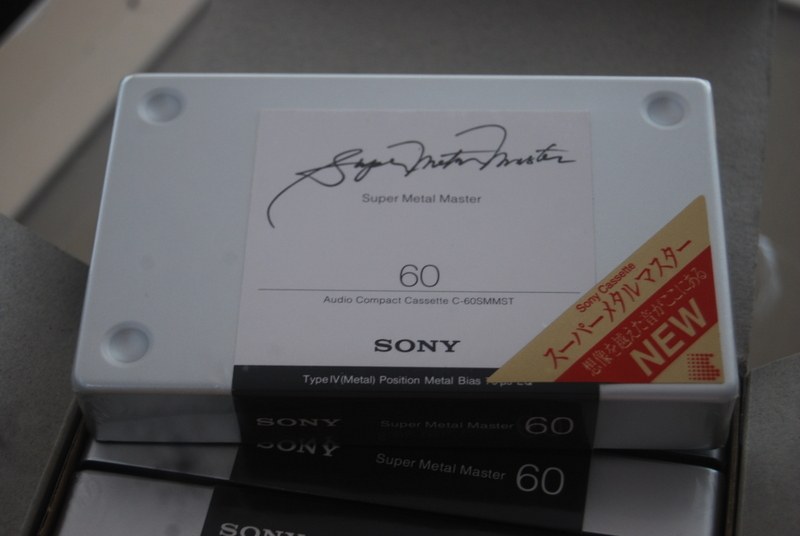 Super Metal Master
Super Metal Master
60
Audio Compact Cassette C-60SMMST
SONY
Type IV (Metal) Position Metal Bias
Sony Cassette
スーパーメタルマスター
想像を超えた音がここにある
NEW
SONY Super Metal Master 60
SONY Super Metal Master 60
SONY